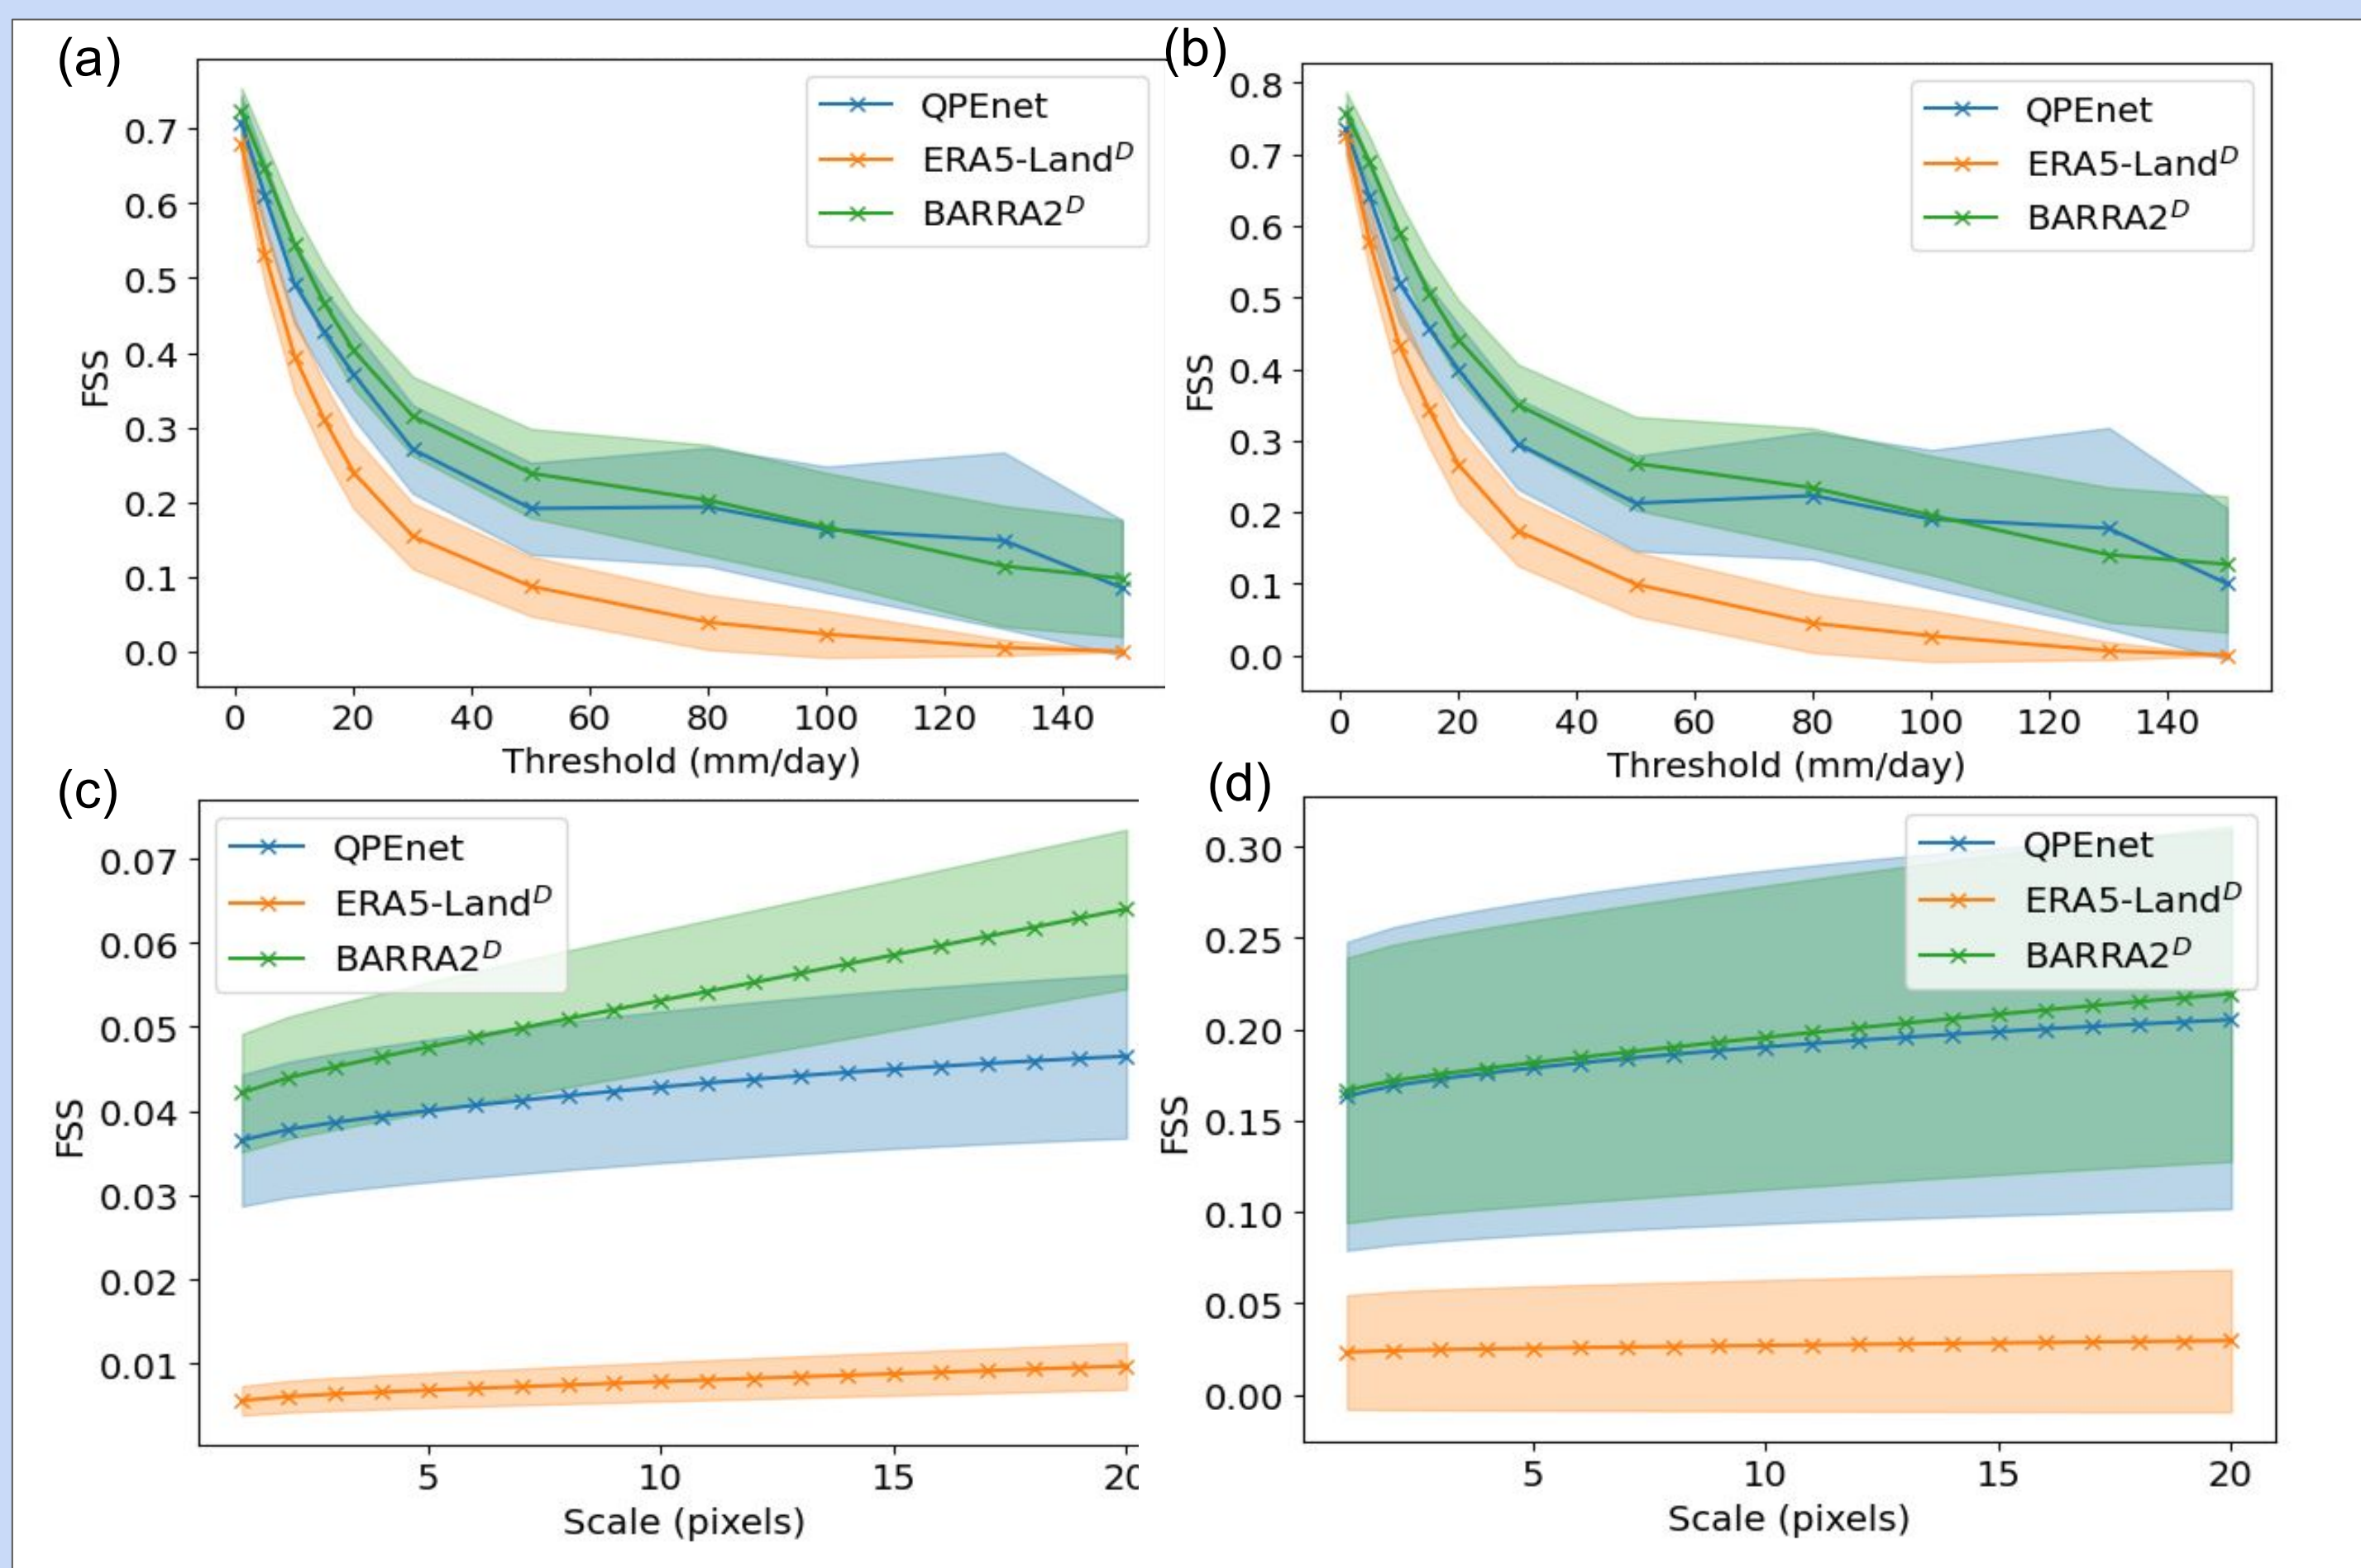 (a)
QPEnet
ERA5-Land^D
BARRA2^D
0.7
0.6
0.5
0.4
0.3
0.2
0.1
0.0
FSS
0 20 40 60 80 100 120 140
Threshold (mm/day)
(b)
QPEnet
ERA5-Land^D
BARRA2^D
0.8
0.7
0.6
0.5
0.4
0.3
0.2
0.1
0.0
FSS
0 20 40 60 80 100 120 140
Threshold (mm/day)
(c)
QPEnet
ERA5-Land^D
BARRA2^D
0.07
0.06
0.05
0.04
0.03
0.02
0.01
FSS
5 10 15 20
Scale (pixels)
(d)
QPEnet
ERA5-Land^D
BARRA2^D
0.30
0.25
0.20
0.15
0.10
0.05
0.00
FSS
5 10 15 20
Scale (pixels)